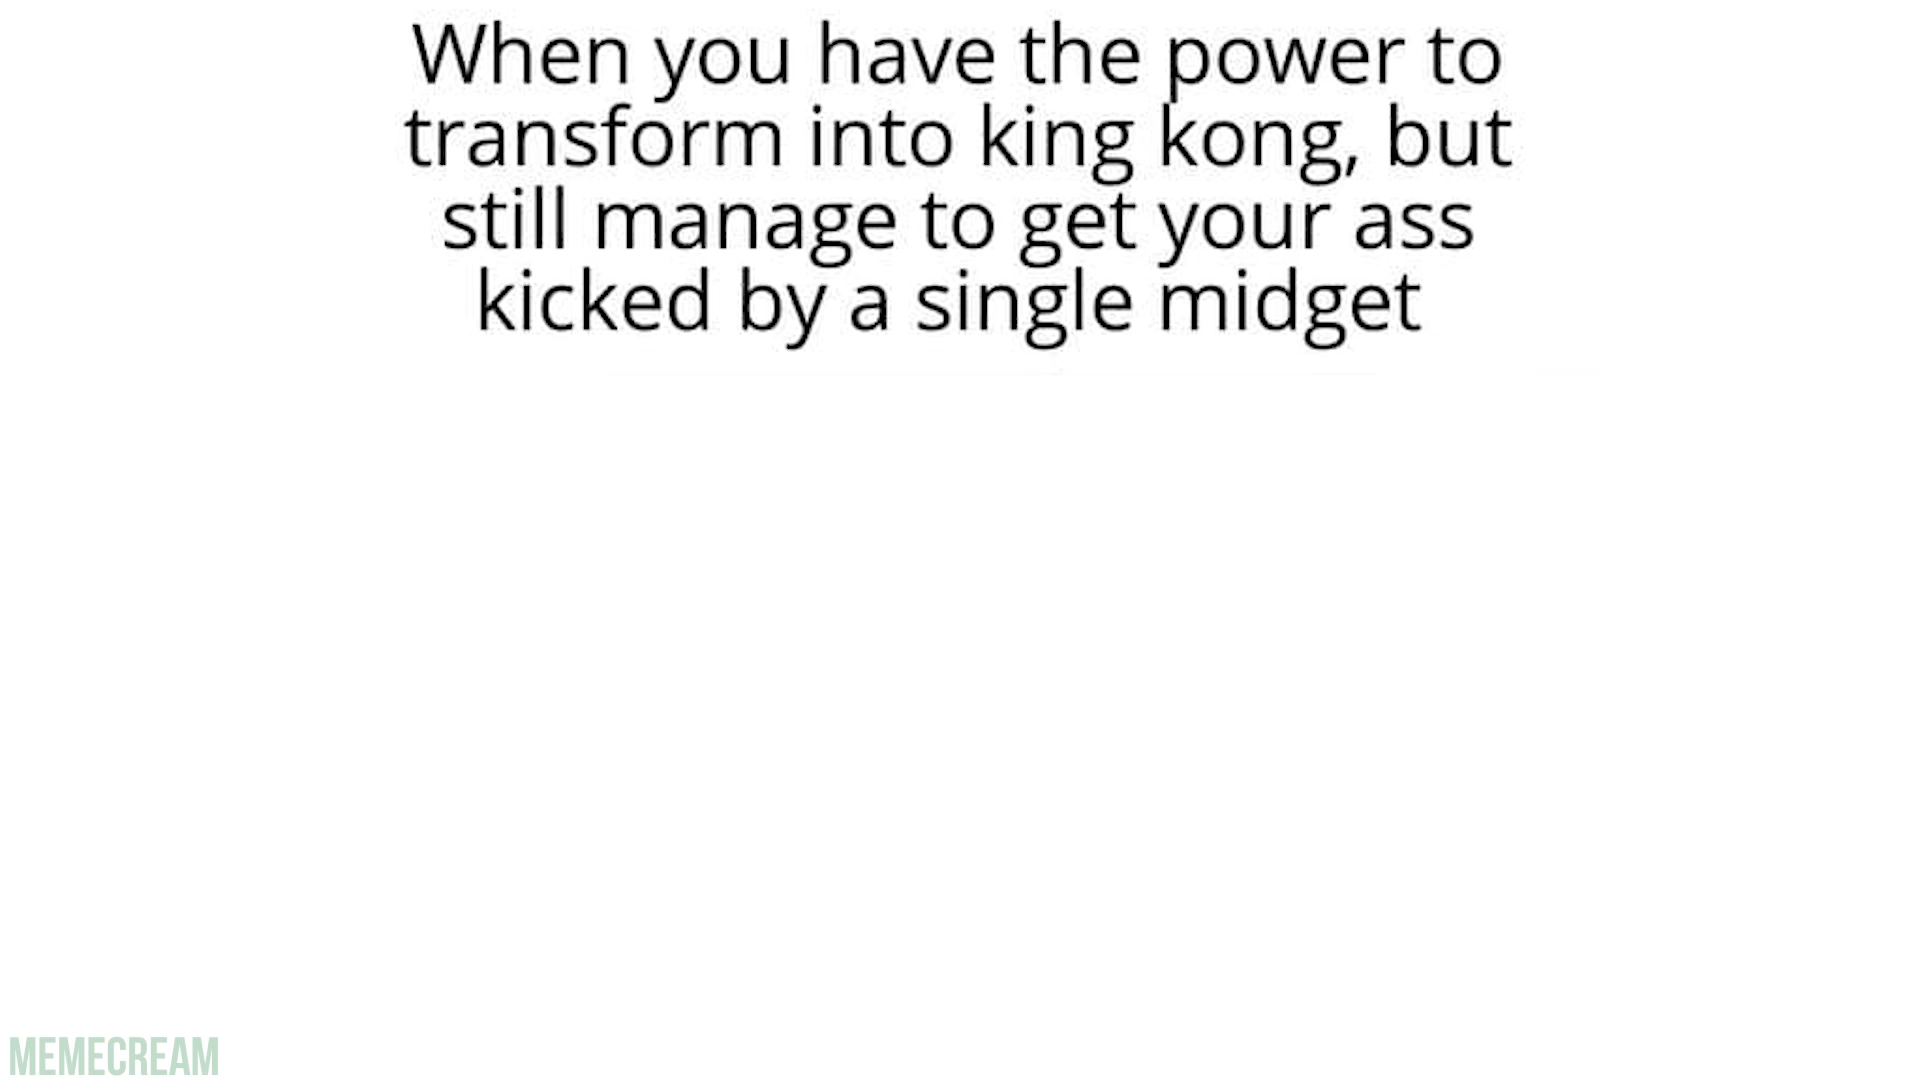 When you have the power to
transform into king kong, but
still manage to get your ass
kicked by a single midget
MEMECREAM